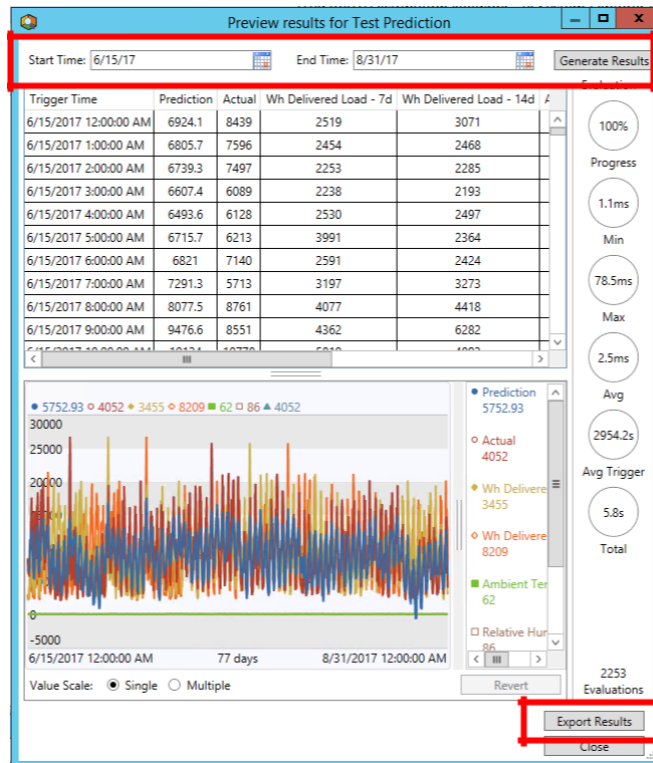 Preview results for Test Prediction
Start Time: 6/15/17 End Time: 8/31/17 Generate Results
Trigger Time Prediction Actual Wh Delivered Load - 7d Wh Delivered Load - 14d
6/15/2017 12:00:00 AM 6924.1 8439 2519 3071
6/15/2017 1:00:00 AM 6805.7 7596 2454 2468
6/15/2017 2:00:00 AM 6739.3 7497 2253 2285
6/15/2017 3:00:00 AM 6607.4 6089 2238 2193
6/15/2017 4:00:00 AM 6493.6 6128 2530 2497
6/15/2017 5:00:00 AM 6715.7 6213 3991 2364
6/15/2017 6:00:00 AM 6821 7140 2591 2424
6/15/2017 7:00:00 AM 7291.3 5713 3197 3273
6/15/2017 8:00:00 AM 8077.5 8761 4077 4418
6/15/2017 9:00:00 AM 9476.6 8551 4362 6282
100%
Progress
1.1ms
Min
78.5ms
Max
2.5ms
Avg
2954.2s
Avg Trigger
5.8s
Total
2253
Evaluations
5752.93 4052 3455 8209 62 86 4052
30000
25000
20000
0
-5000
6/15/2017 12:00:00 AM 77 days 8/31/2017 12:00:00 AM
Prediction
5752.93
Actual
4052
Wh Delivere
3455
Wh Delivere
8209
Ambient Ter
62
Relative Hur
86
Value Scale: Single Multiple
Revert
Export Results
Close